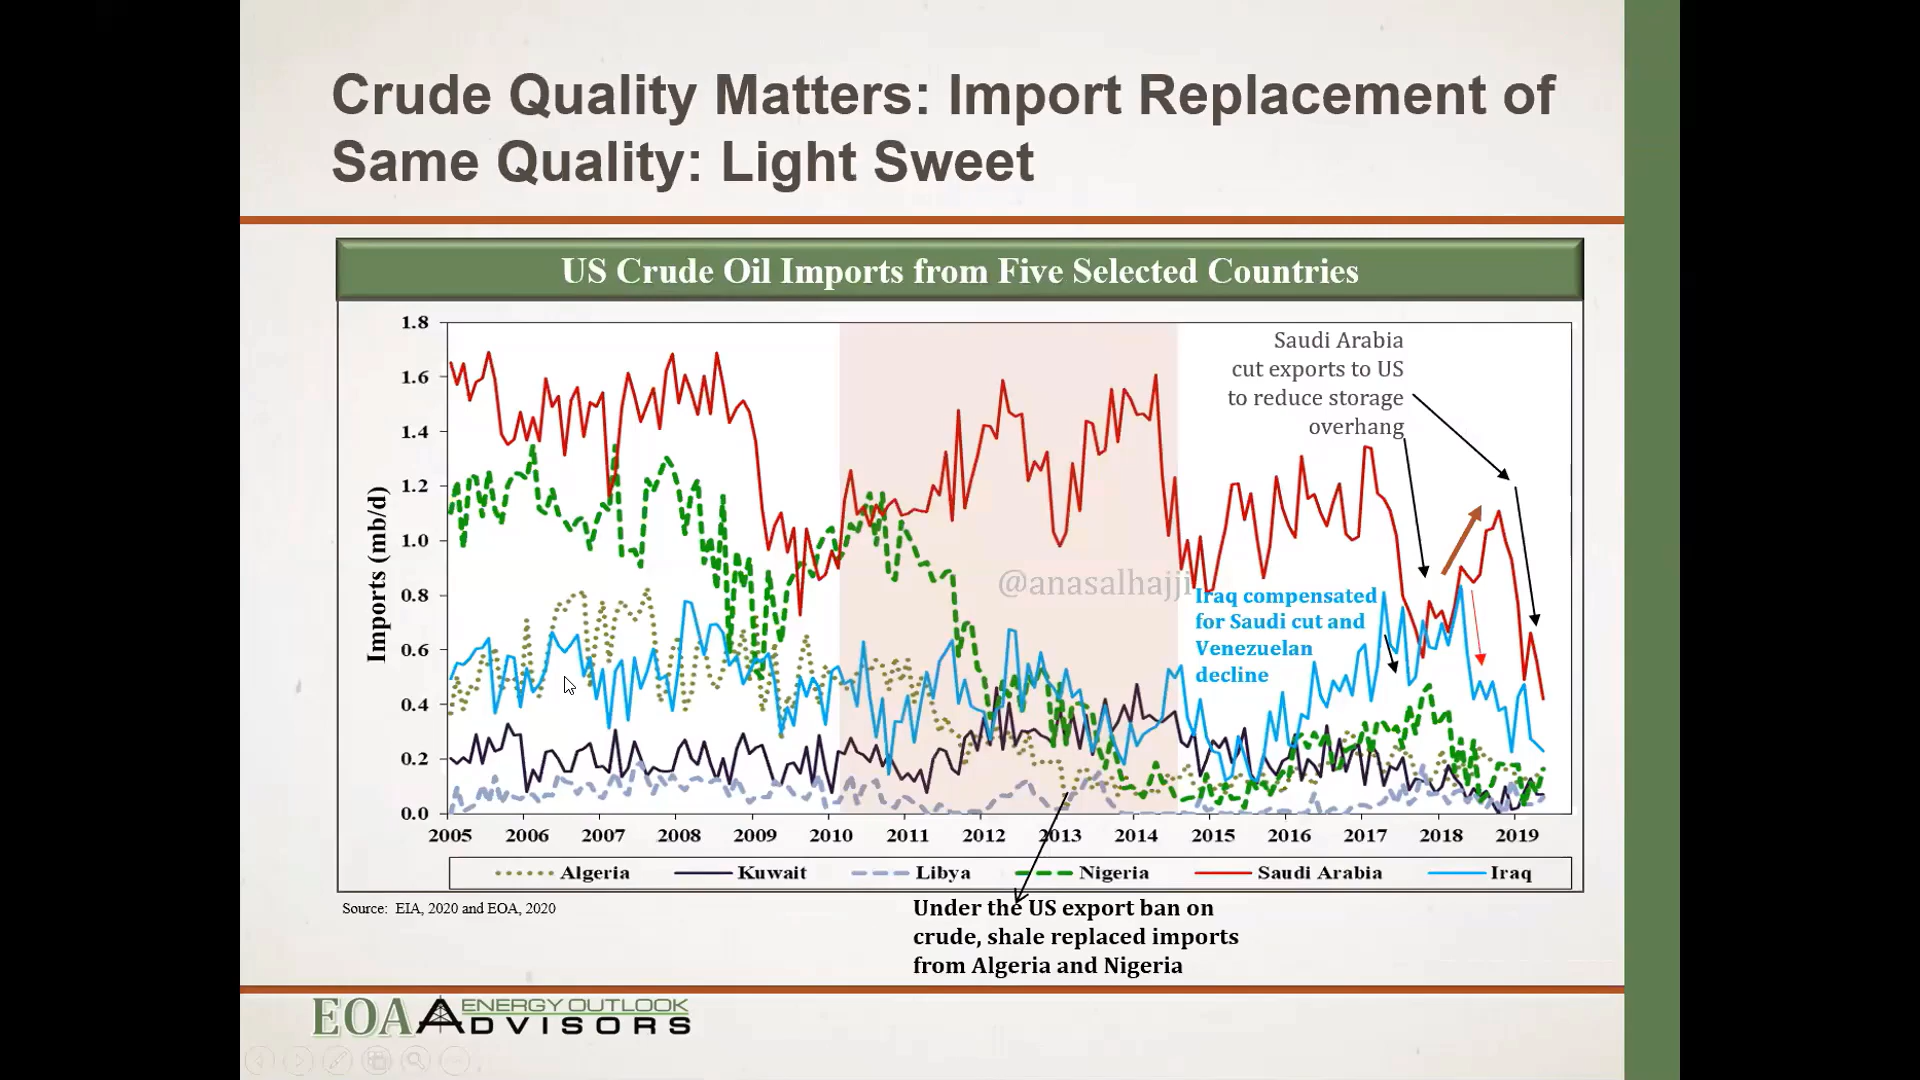 Crude Quality Matters: Import Replacement of
Same Quality: Light Sweet
US Crude Oil Imports from Five Selected Countries
Imports (mb/d)
1.8
1.6
1.4
1.2
1.0
0.8
0.6
0.4
0.2
0.0
Saudi Arabia
cut exports to US
to reduce storage
overhang
@anasalhajji
Iraq compensated
for Saudi cut and
Venezuelan
decline
2005 2006 2007 2008 2009 2010 2011 2012 2013 2014 2015 2016 2017 2018 2019
Algeria Kuwait Libya Nigeria Saudi Arabia Iraq
Source: EIA, 2020 and EOA, 2020
Under the US export ban on
crude, shale replaced imports
from Algeria and Nigeria
EOA ENERGY OUTLOOK
ADVISORS